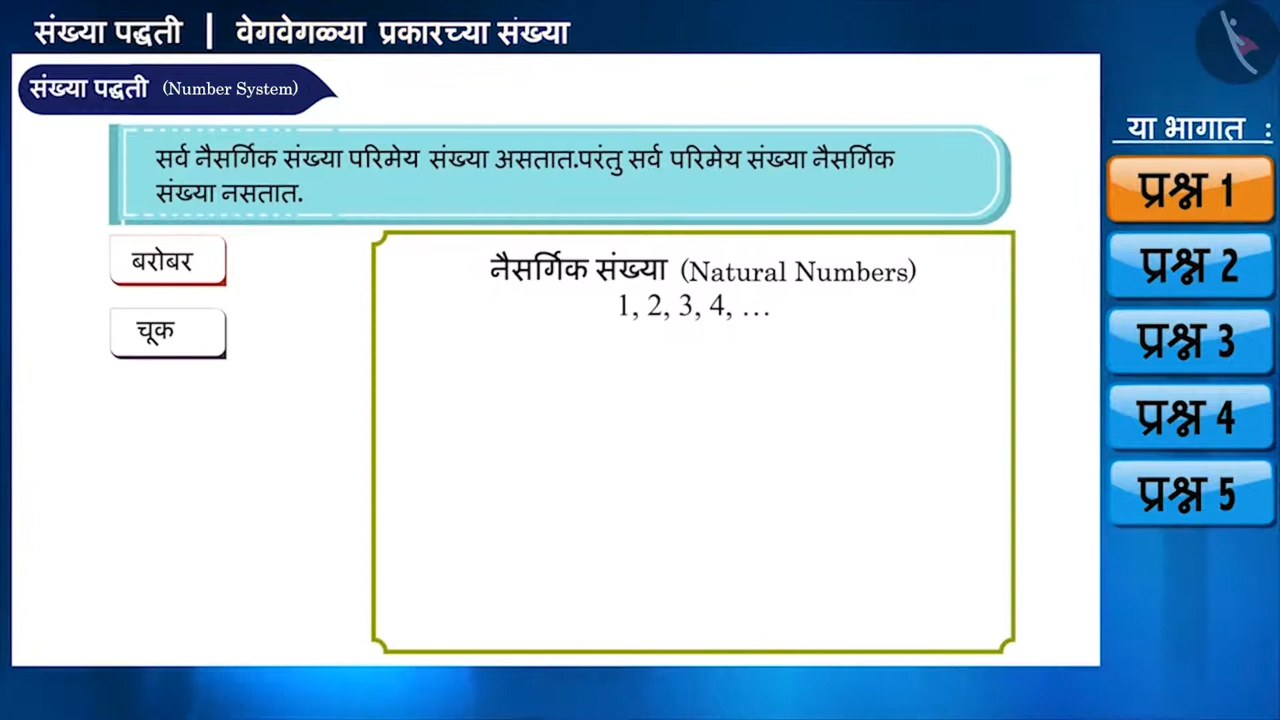 संख्या पद्धती | वेगवेगळ्या प्रकारच्या संख्या
संख्या पद्धती (Number System)
सर्व नैसर्गिक संख्या परिमेय संख्या असतात.परंतु सर्व परिमेय संख्या नैसर्गिक
संख्या नसतात.
बरोबर
चूक
नैसर्गिक संख्या (Natural Numbers)
1, 2, 3, 4, …
या भागात :
प्रश्न 1
प्रश्न 2
प्रश्न 3
प्रश्न 4
प्रश्न 5